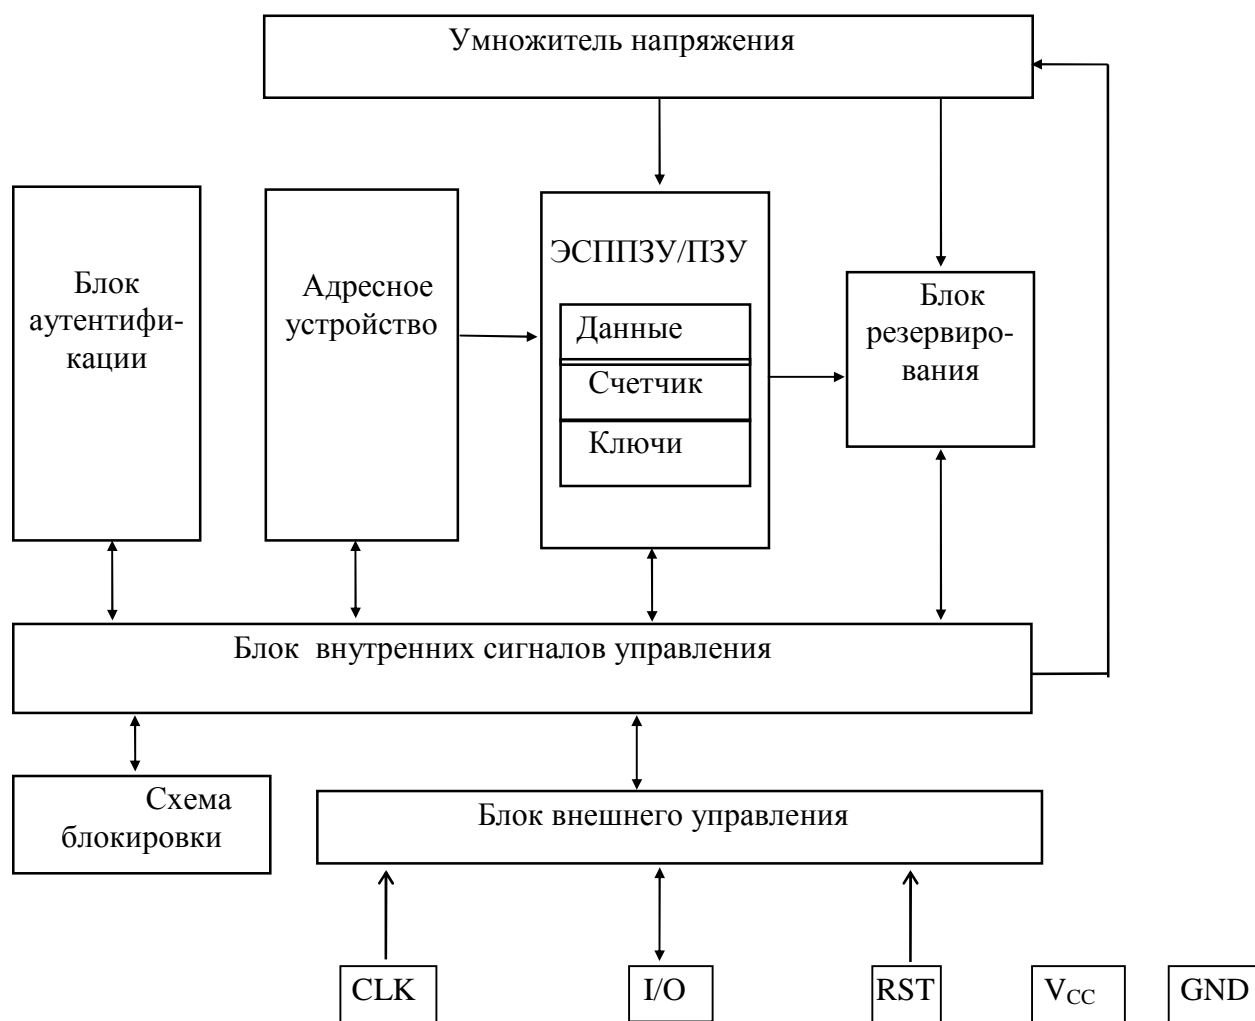 Умножитель напряжения
Блок
аутентифи-
кации
Адресное
устройство
ЭСППЗУ/ПЗУ
Данные
Счетчик
Ключи
Блок
резервиро-
вания
Блок внутренних сигналов управления
Схема
блокировки
Блок внешнего управления
CLK
I/O
RST
VCC
GND